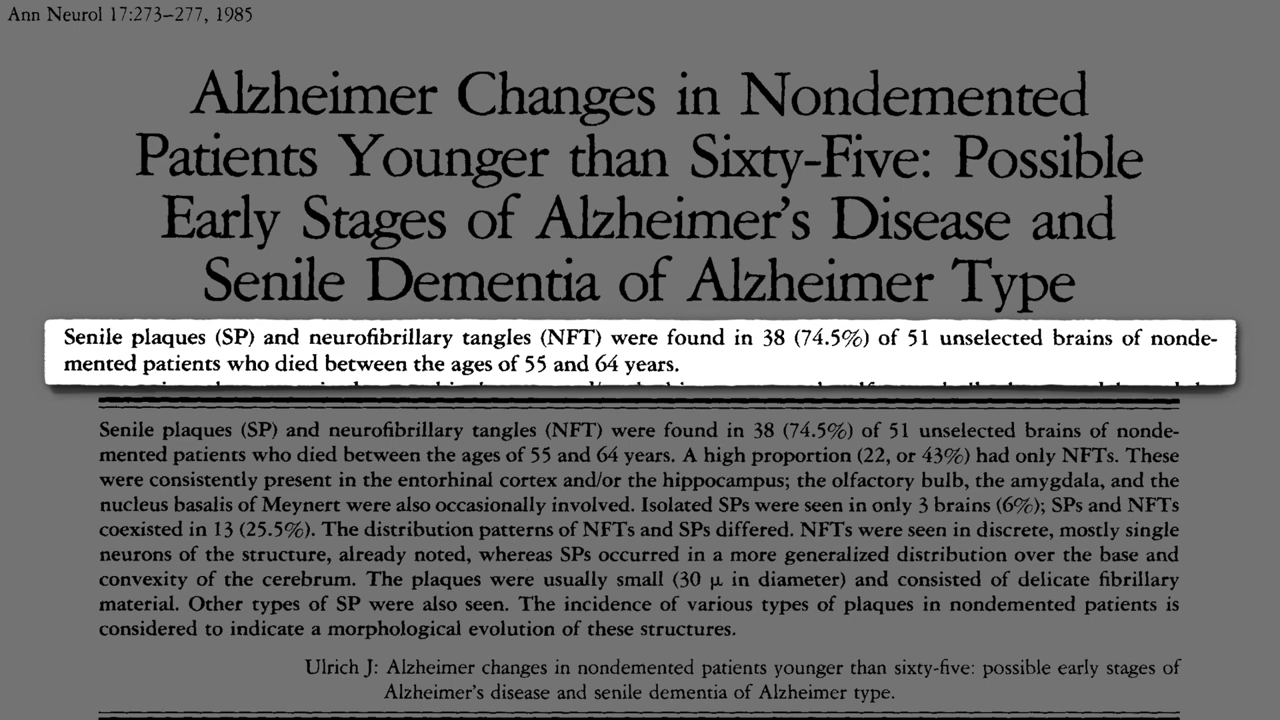 Ann Neurol 17:273–277, 1985
Alzheimer Changes in Nondemented
Patients Younger than Sixty-Five: Possible
Early Stages of Alzheimer's Disease and
Senile Dementia of Alzheimer Type
Senile plaques (SP) and neurofibrillary tangles (NFT) were found in 38 (74.5%) of 51 unselected brains of nonde-
mented patients who died between the ages of 55 and 64 years.
Senile plaques (SP) and neurofibrillary tangles (NFT) were found in 38 (74.5%) of 51 unselected brains of nonde-
mented patients who died between the ages of 55 and 64 years. A high proportion (22, or 43%) had only NFTs. These
were consistently present in the entorhinal cortex and/or the hippocampus; the olfactory bulb, the amygdala, and the
nucleus basalis of Meynert were also occasionally involved. Isolated SPs were seen in only 3 brains (6%); SPs and NFTs
coexisted in 13 (25.5%). The distribution patterns of NFTs and SPs differed. NFTs were seen in discrete, mostly single
neurons of the structure, already noted, whereas SPs occurred in a more generalized distribution over the base and
convexity of the cerebrum. The plaques were usually small (30 μ in diameter) and consisted of delicate fibrillary
material. Other types of SP were also seen. The incidence of various types of plaques in nondemented patients is
considered to indicate a morphological evolution of these structures.
Ulrich J: Alzheimer changes in nondemented patients younger than sixty-five: possible early stages of
Alzheimer's disease and senile dementia of Alzheimer type.